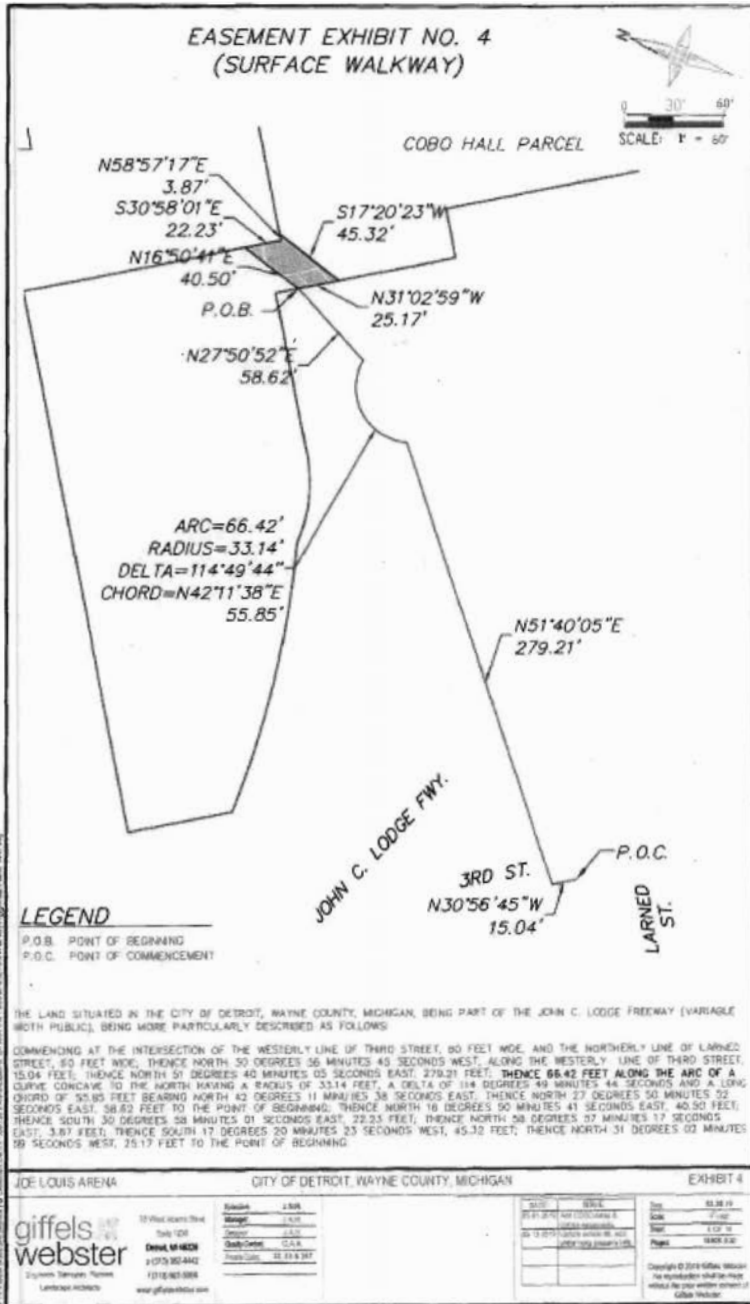 EASEMENT EXHIBIT NO. 4
(SURFACE WALKWAY)
N
0 30' 60'
SCALE: 1" = 60'
COBO HALL PARCEL
N58°57'17"E
3.87'
S30°58'01"E
22.23'
S17°20'23"W
45.32'
N16°50'41"E
40.50'
P.O.B.
N31°02'59"W
25.17'
N27°50'52"E
58.62'
ARC=66.42'
RADIUS=33.14'
DELTA=114°49'44"
CHORD=N42°11'38"E
55.85'
N51°40'05"E
279.21'
JOHN C. LODGE FWY.
3RD ST.
P.O.C.
N30°56'45"W
15.04'
LARNED
ST.
LEGEND
P.O.B. POINT OF BEGINNING
P.O.C. POINT OF COMMENCEMENT
THE LAND SITUATED IN THE CITY OF DETROIT, WAYNE COUNTY, MICHIGAN, BEING PART OF THE JOHN C. LODGE FREEWAY (VARIABLE
WIDTH PUBLIC), BEING MORE PARTICULARLY DESCRIBED AS FOLLOWS
COMMENCING AT THE INTERSECTION OF THE WESTERLY LINE OF THIRD STREET, 60 FEET WIDE, AND THE NORTHERLY LINE OF LARNED
STREET, 60 FEET WIDE; THENCE NORTH 30 DEGREES 56 MINUTES 45 SECONDS WEST, ALONG THE WESTERLY LINE OF THIRD STREET,
15.04 FEET; THENCE NORTH 51 DEGREES 40 MINUTES 05 SECONDS EAST, 279.21 FEET; THENCE 66.42 FEET ALONG THE ARC OF A
CURVE CONCAVE TO THE NORTH HAVING A RADIUS OF 33.14 FEET, A DELTA OF 114 DEGREES 49 MINUTES 44 SECONDS AND A LONG
CHORD OF 55.85 FEET BEARING NORTH 42 DEGREES 11 MINUTES 38 SECONDS EAST, THENCE NORTH 27 DEGREES 50 MINUTES 52
SECONDS EAST, 58.62 FEET TO THE POINT OF BEGINNING; THENCE NORTH 16 DEGREES 50 MINUTES 41 SECONDS EAST, 40.50 FEET;
THENCE SOUTH 30 DEGREES 58 MINUTES 01 SECONDS EAST, 22.23 FEET; THENCE NORTH 58 DEGREES 57 MINUTES 17 SECONDS
EAST, 3.87 FEET; THENCE SOUTH 17 DEGREES 20 MINUTES 23 SECONDS WEST, 45.32 FEET; THENCE NORTH 31 DEGREES 02 MINUTES
59 SECONDS WEST, 25.17 FEET TO THE POINT OF BEGINNING
JOE LOUIS ARENA CITY OF DETROIT, WAYNE COUNTY, MICHIGAN EXHIBIT 4
giffels
webster
Landscape Architects
www.giffelswebster.com
Manager
Designer
Quality Control
Date
Scale
Sheet
Project